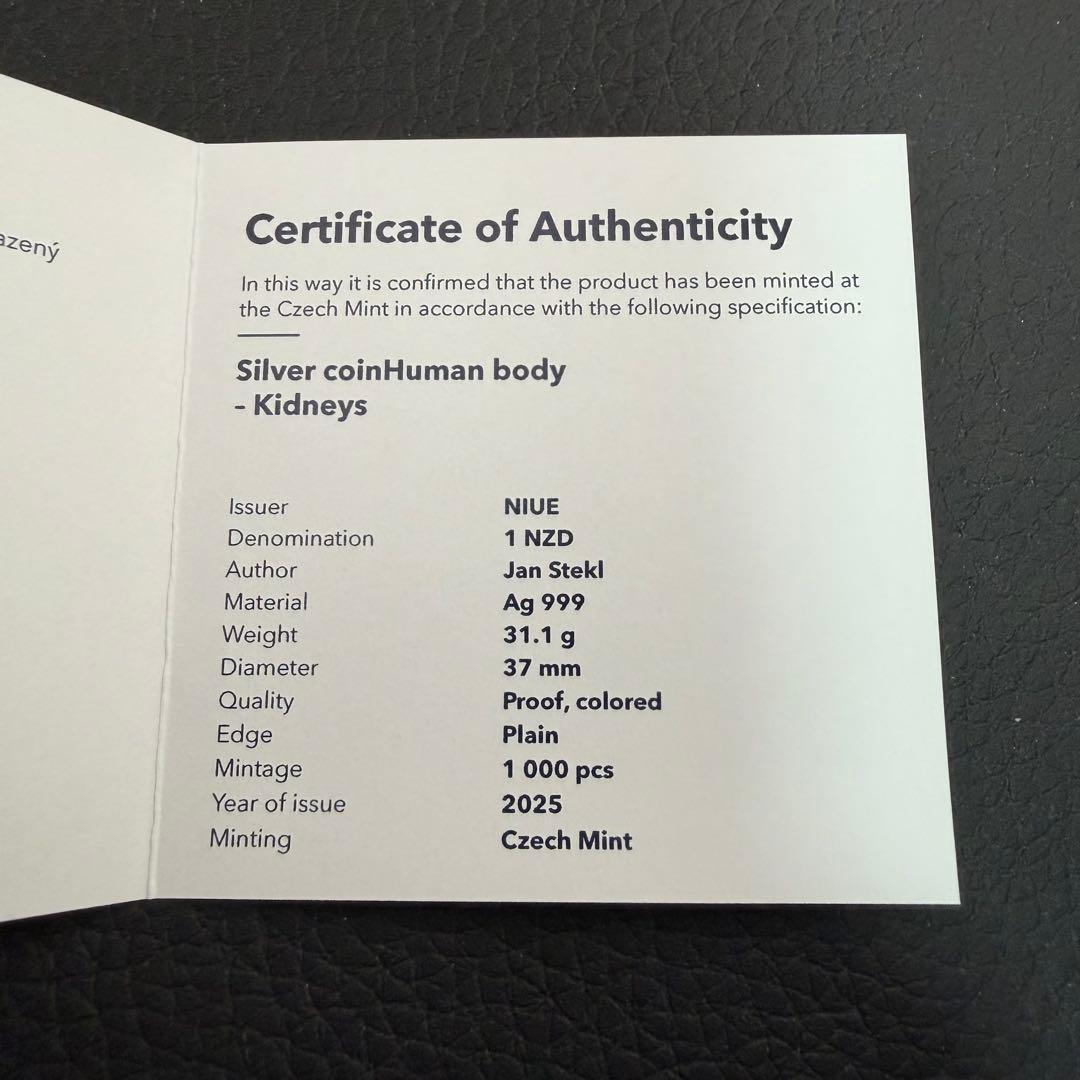 Certificate of Authenticity
In this way it is confirmed that the product has been minted at
the Czech Mint in accordance with the following specification:
Silver coinHuman body
- Kidneys
Issuer NIUE
Denomination 1 NZD
Author Jan Stekl
Material Ag 999
Weight 31.1 g
Diameter 37 mm
Quality Proof, colored
Edge Plain
Mintage 1 000 pcs
Year of issue 2025
Minting Czech Mint